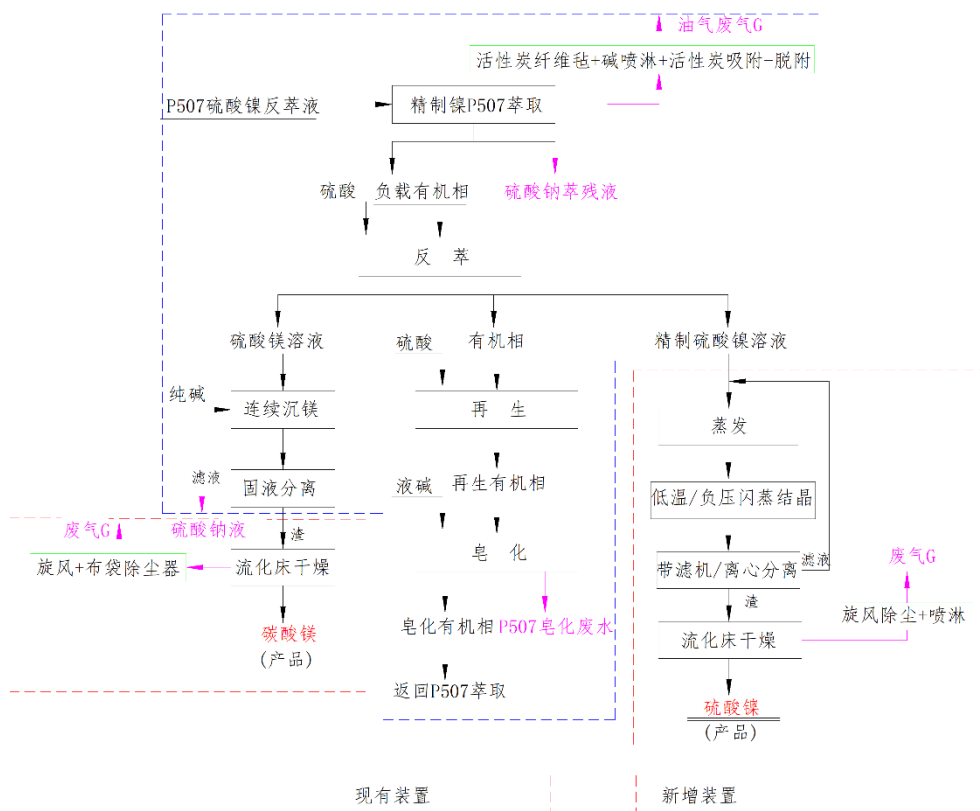 油气废气G
活性炭纤维毡+碱喷淋+活性炭吸附-脱附
P507硫酸镍反萃液
精制镍P507萃取
硫酸
负载有机相
硫酸钠萃残液
反 萃
硫酸镁溶液
硫酸
有机相
精制硫酸镍溶液
纯碱
连续沉镁
再 生
蒸发
滤液
固液分离
液碱
再生有机相
低温/负压闪蒸结晶
废气G
硫酸钠液
渣
皂 化
滤液
废气G
旋风+布袋除尘器
流化床干燥
带滤机/离心分离
渣
旋风除尘+喷淋
碳酸镁
(产品)
皂化有机相
P507皂化废水
流化床干燥
返回P507萃取
硫酸镍
(产品)
现有装置
新增装置